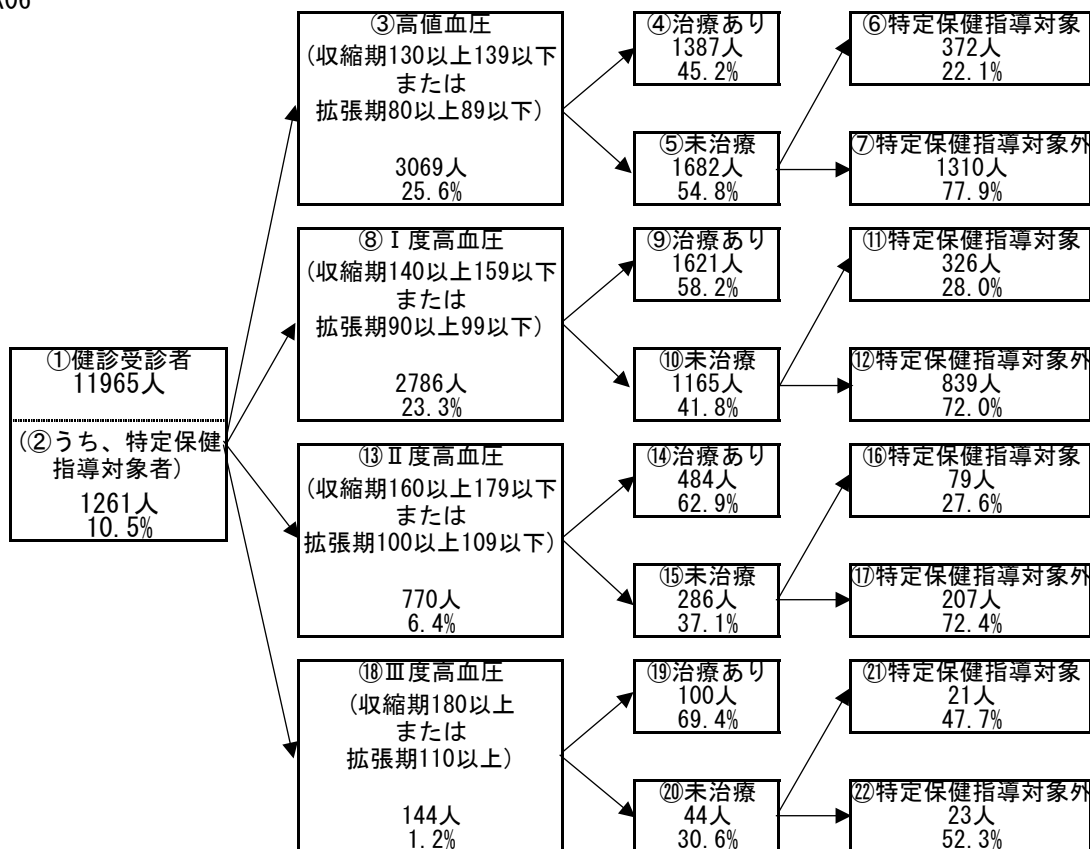 ①健診受診者
11965人
(②うち、特定保健
指導対象者)
1261人
10.5%
③高値血圧
(収縮期130以上139以下
または
拡張期80以上89以下)
3069人
25.6%
④治療あり
1387人
45.2%
⑤未治療
1682人
54.8%
⑥特定保健指導対象
372人
22.1%
⑦特定保健指導対象外
1310人
77.9%
⑧Ⅰ度高血圧
(収縮期140以上159以下
または
拡張期90以上99以下)
2786人
23.3%
⑨治療あり
1621人
58.2%
⑩未治療
1165人
41.8%
⑪特定保健指導対象
326人
28.0%
⑫特定保健指導対象外
839人
72.0%
⑬Ⅱ度高血圧
(収縮期160以上179以下
または
拡張期100以上109以下)
770人
6.4%
⑭治療あり
484人
62.9%
⑮未治療
286人
37.1%
⑯特定保健指導対象
79人
27.6%
⑰特定保健指導対象外
207人
72.4%
⑱Ⅲ度高血圧
(収縮期180以上
または
拡張期110以上)
144人
1.2%
⑲治療あり
100人
69.4%
⑳未治療
44人
30.6%
㉑特定保健指導対象
21人
47.7%
㉒特定保健指導対象外
23人
52.3%